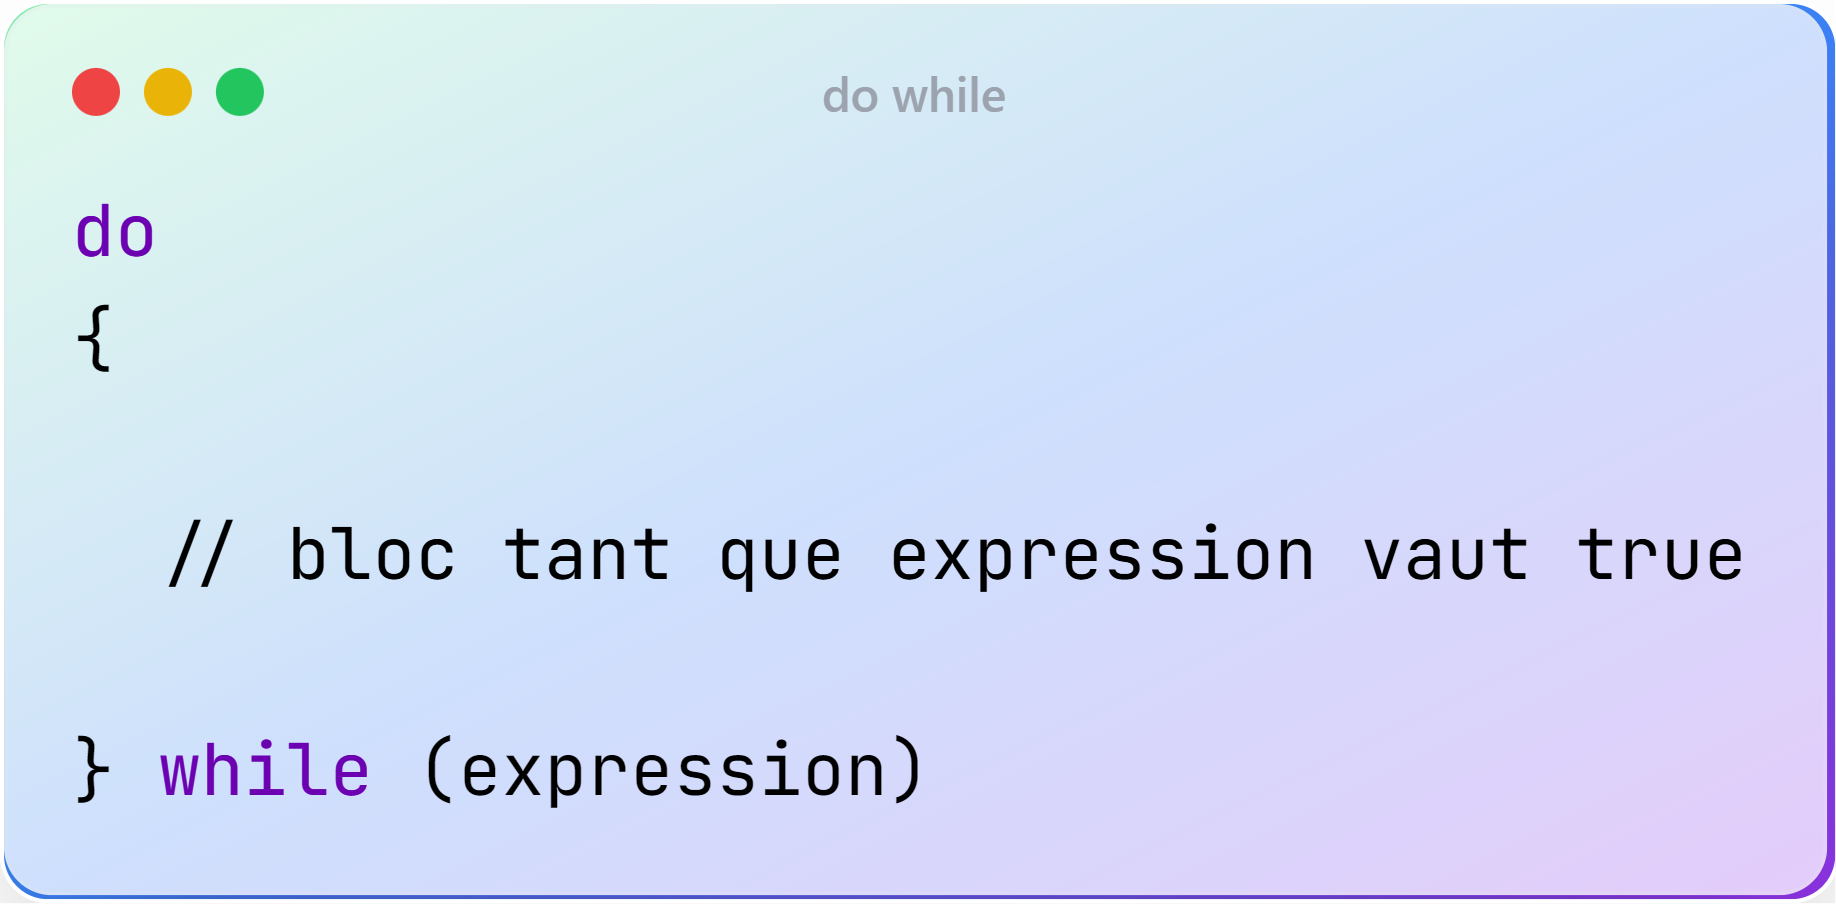 do while
do
{
// bloc tant que expression vaut true
} while (expression)